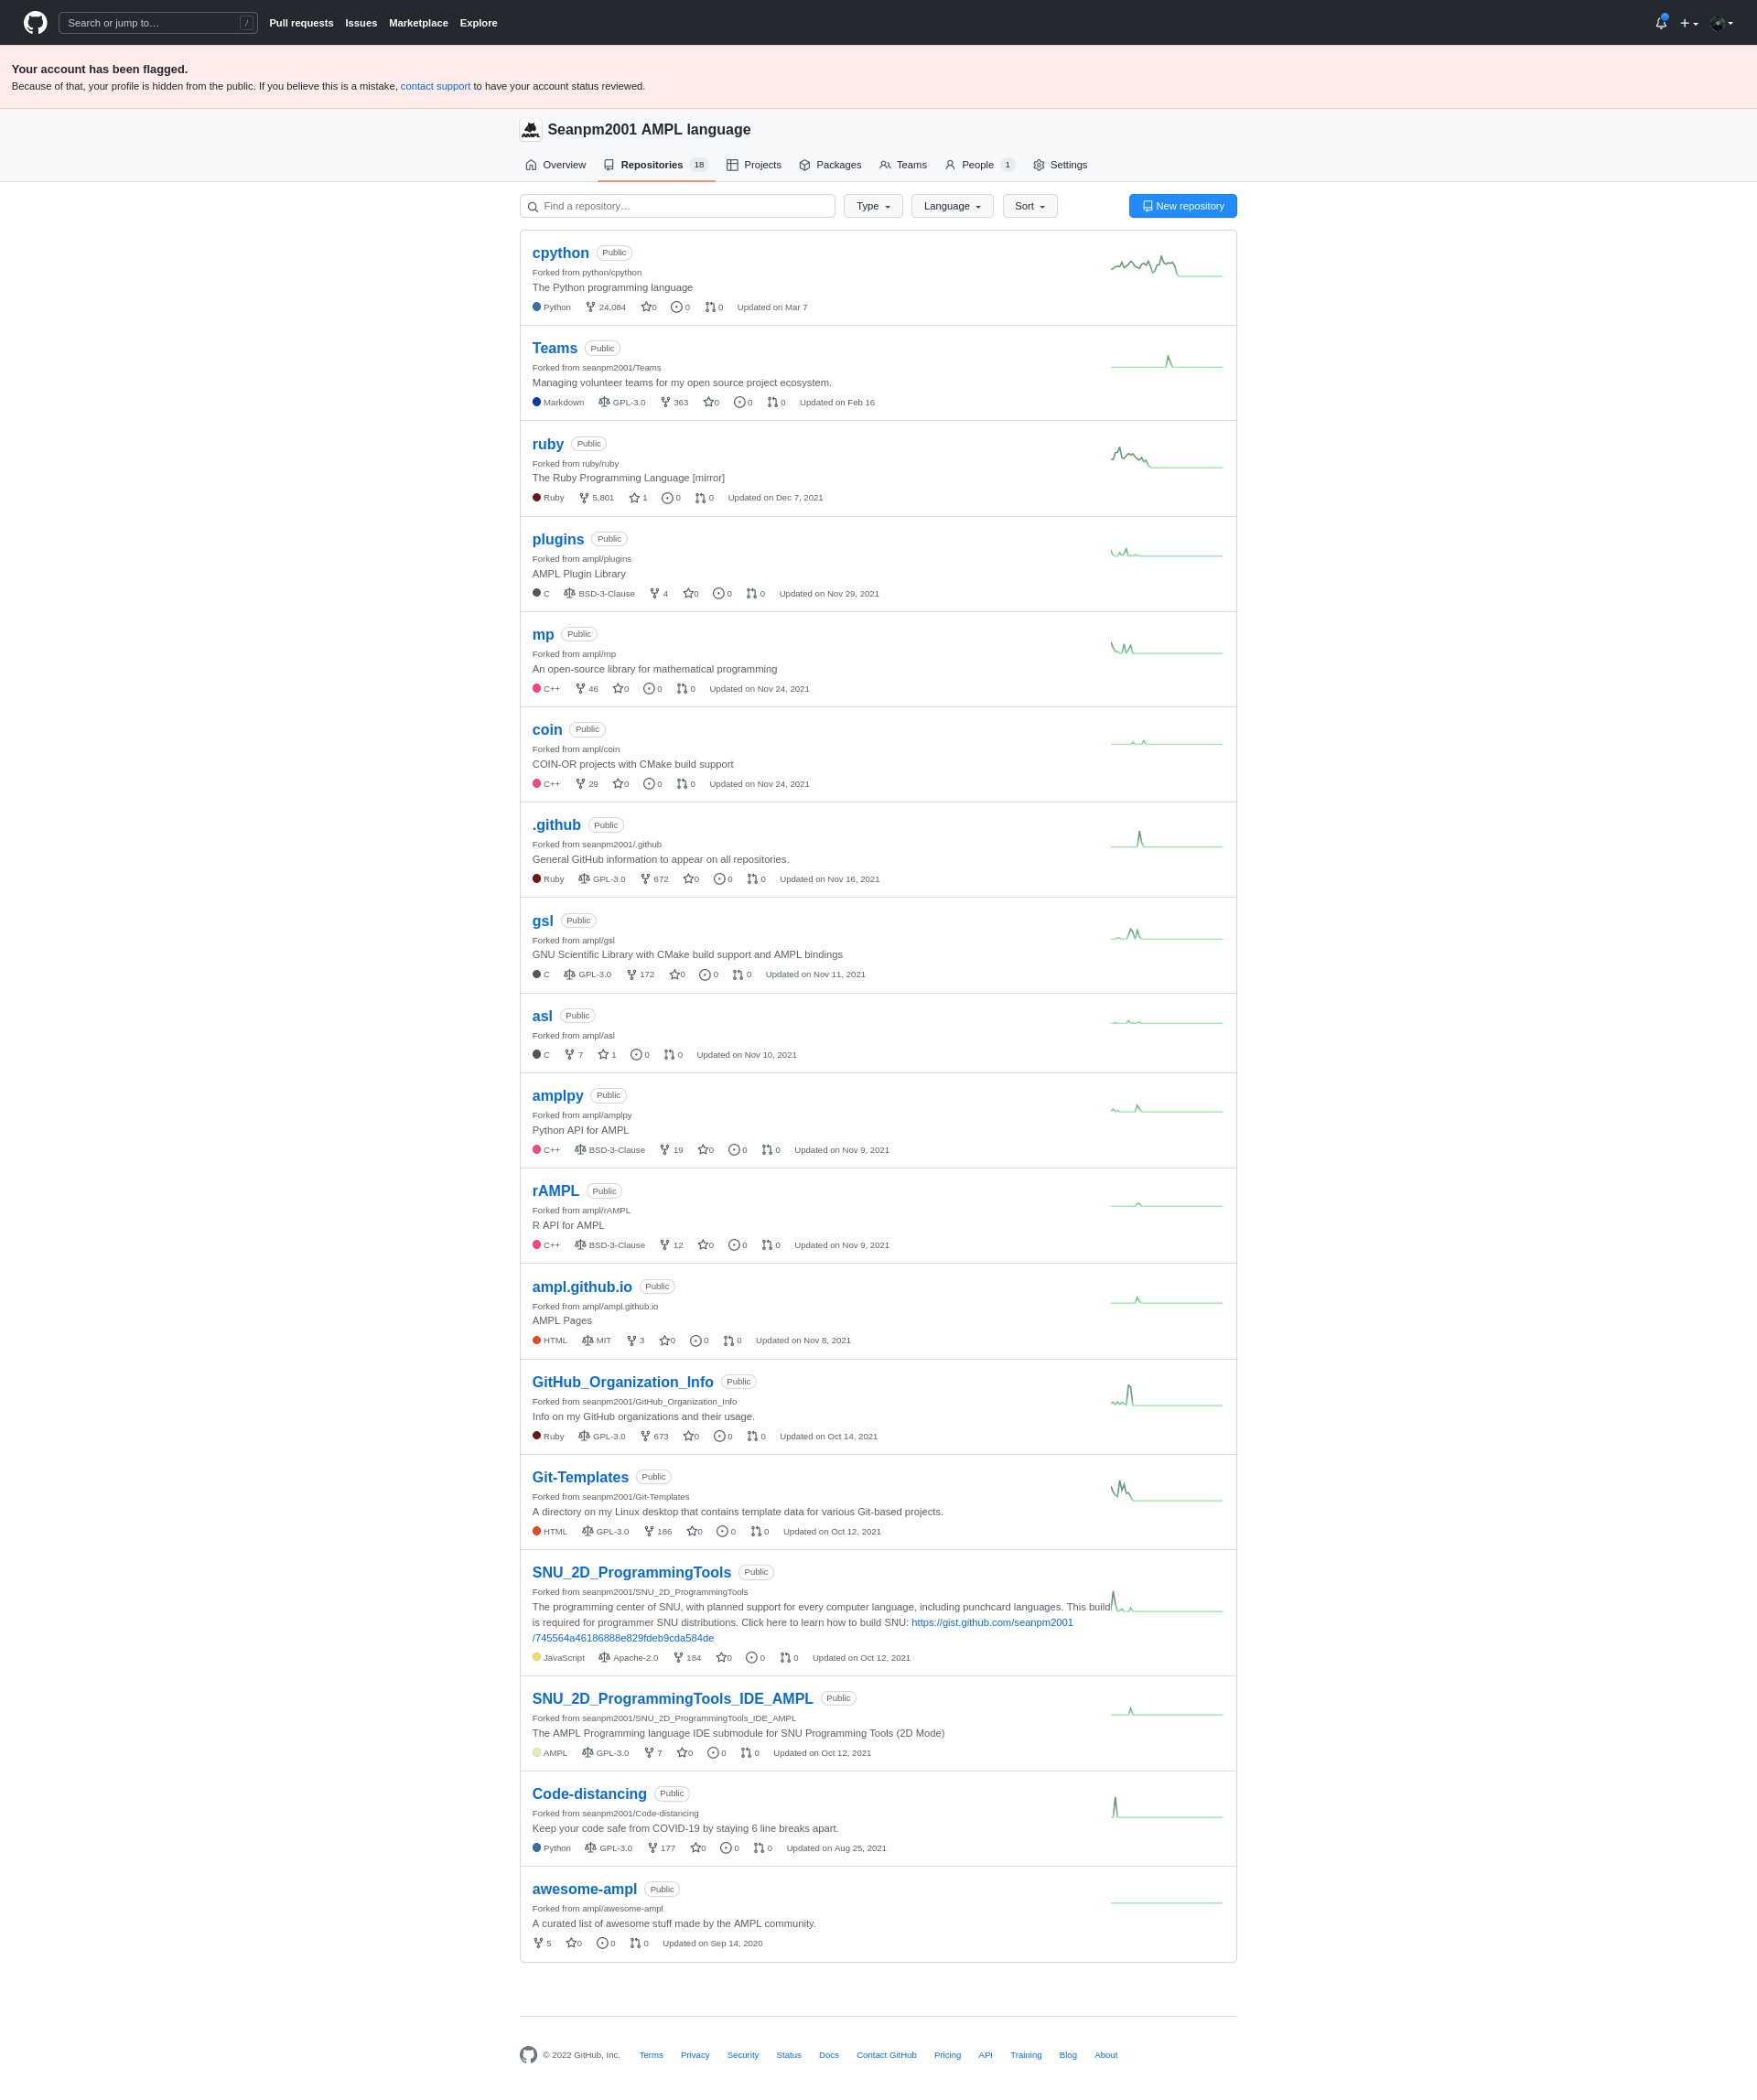 Search or jump to… /
Pull requests Issues Marketplace Explore
Your account has been flagged.
Because of that, your profile is hidden from the public. If you believe this is a mistake, contact support to have your account status reviewed.
AMPL
Seanpm2001 AMPL language
Overview Repositories 18 Projects Packages Teams People 1 Settings
Find a repository… Type Language Sort New repository
cpython Public
Forked from python/cpython
The Python programming language
Python 24,084 0 0 0 Updated on Mar 7
Teams Public
Forked from seanpm2001/Teams
Managing volunteer teams for my open source project ecosystem.
Markdown GPL-3.0 363 0 0 0 Updated on Feb 16
ruby Public
Forked from ruby/ruby
The Ruby Programming Language [mirror]
Ruby 5,801 1 0 0 Updated on Dec 7, 2021
plugins Public
Forked from ampl/plugins
AMPL Plugin Library
C BSD-3-Clause 4 0 0 0 Updated on Nov 29, 2021
mp Public
Forked from ampl/mp
An open-source library for mathematical programming
C++ 46 0 0 0 Updated on Nov 24, 2021
coin Public
Forked from ampl/coin
COIN-OR projects with CMake build support
C++ 29 0 0 0 Updated on Nov 24, 2021
.github Public
Forked from seanpm2001/.github
General GitHub information to appear on all repositories.
Ruby GPL-3.0 672 0 0 0 Updated on Nov 16, 2021
gsl Public
Forked from ampl/gsl
GNU Scientific Library with CMake build support and AMPL bindings
C GPL-3.0 172 0 0 0 Updated on Nov 11, 2021
asl Public
Forked from ampl/asl
C 7 1 0 0 Updated on Nov 10, 2021
amplpy Public
Forked from ampl/amplpy
Python API for AMPL
C++ BSD-3-Clause 19 0 0 0 Updated on Nov 9, 2021
rAMPL Public
Forked from ampl/rAMPL
R API for AMPL
C++ BSD-3-Clause 12 0 0 0 Updated on Nov 9, 2021
ampl.github.io Public
Forked from ampl/ampl.github.io
AMPL Pages
HTML MIT 3 0 0 0 Updated on Nov 8, 2021
GitHub_Organization_Info Public
Forked from seanpm2001/GitHub_Organization_Info
Info on my GitHub organizations and their usage.
Ruby GPL-3.0 673 0 0 0 Updated on Oct 14, 2021
Git-Templates Public
Forked from seanpm2001/Git-Templates
A directory on my Linux desktop that contains template data for various Git-based projects.
HTML GPL-3.0 186 0 0 0 Updated on Oct 12, 2021
SNU_2D_ProgrammingTools Public
Forked from seanpm2001/SNU_2D_ProgrammingTools
The programming center of SNU, with planned support for every computer language, including punchcard languages. This build
is required for programmer SNU distributions. Click here to learn how to build SNU: https://gist.github.com/seanpm2001
/745564a46186888e829fdeb9cda584de
JavaScript Apache-2.0 184 0 0 0 Updated on Oct 12, 2021
SNU_2D_ProgrammingTools_IDE_AMPL Public
Forked from seanpm2001/SNU_2D_ProgrammingTools_IDE_AMPL
The AMPL Programming language IDE submodule for SNU Programming Tools (2D Mode)
AMPL GPL-3.0 7 0 0 0 Updated on Oct 12, 2021
Code-distancing Public
Forked from seanpm2001/Code-distancing
Keep your code safe from COVID-19 by staying 6 line breaks apart.
Python GPL-3.0 177 0 0 0 Updated on Aug 25, 2021
awesome-ampl Public
Forked from ampl/awesome-ampl
A curated list of awesome stuff made by the AMPL community.
5 0 0 0 Updated on Sep 14, 2020
© 2022 GitHub, Inc. Terms Privacy Security Status Docs Contact GitHub Pricing API Training Blog About